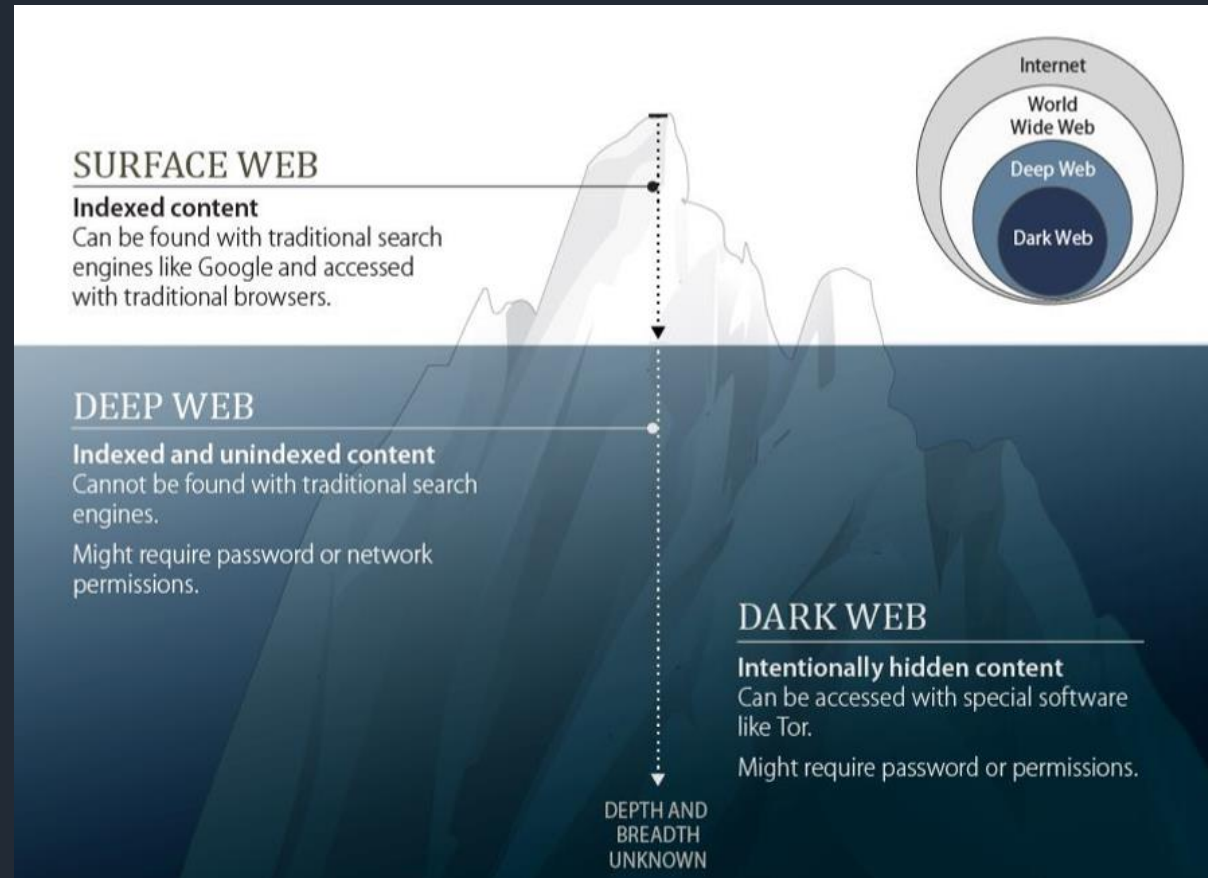 SURFACE WEB
Indexed content
Can be found with traditional search
engines like Google and accessed
with traditional browsers.
Internet
World
Wide Web
Deep Web
Dark Web
DEEP WEB
Indexed and unindexed content
Cannot be found with traditional search
engines.
Might require password or network
permissions.
DARK WEB
Intentionally hidden content
Can be accessed with special software
like Tor.
Might require password or permissions.
DEPTH AND
BREADTH
UNKNOWN